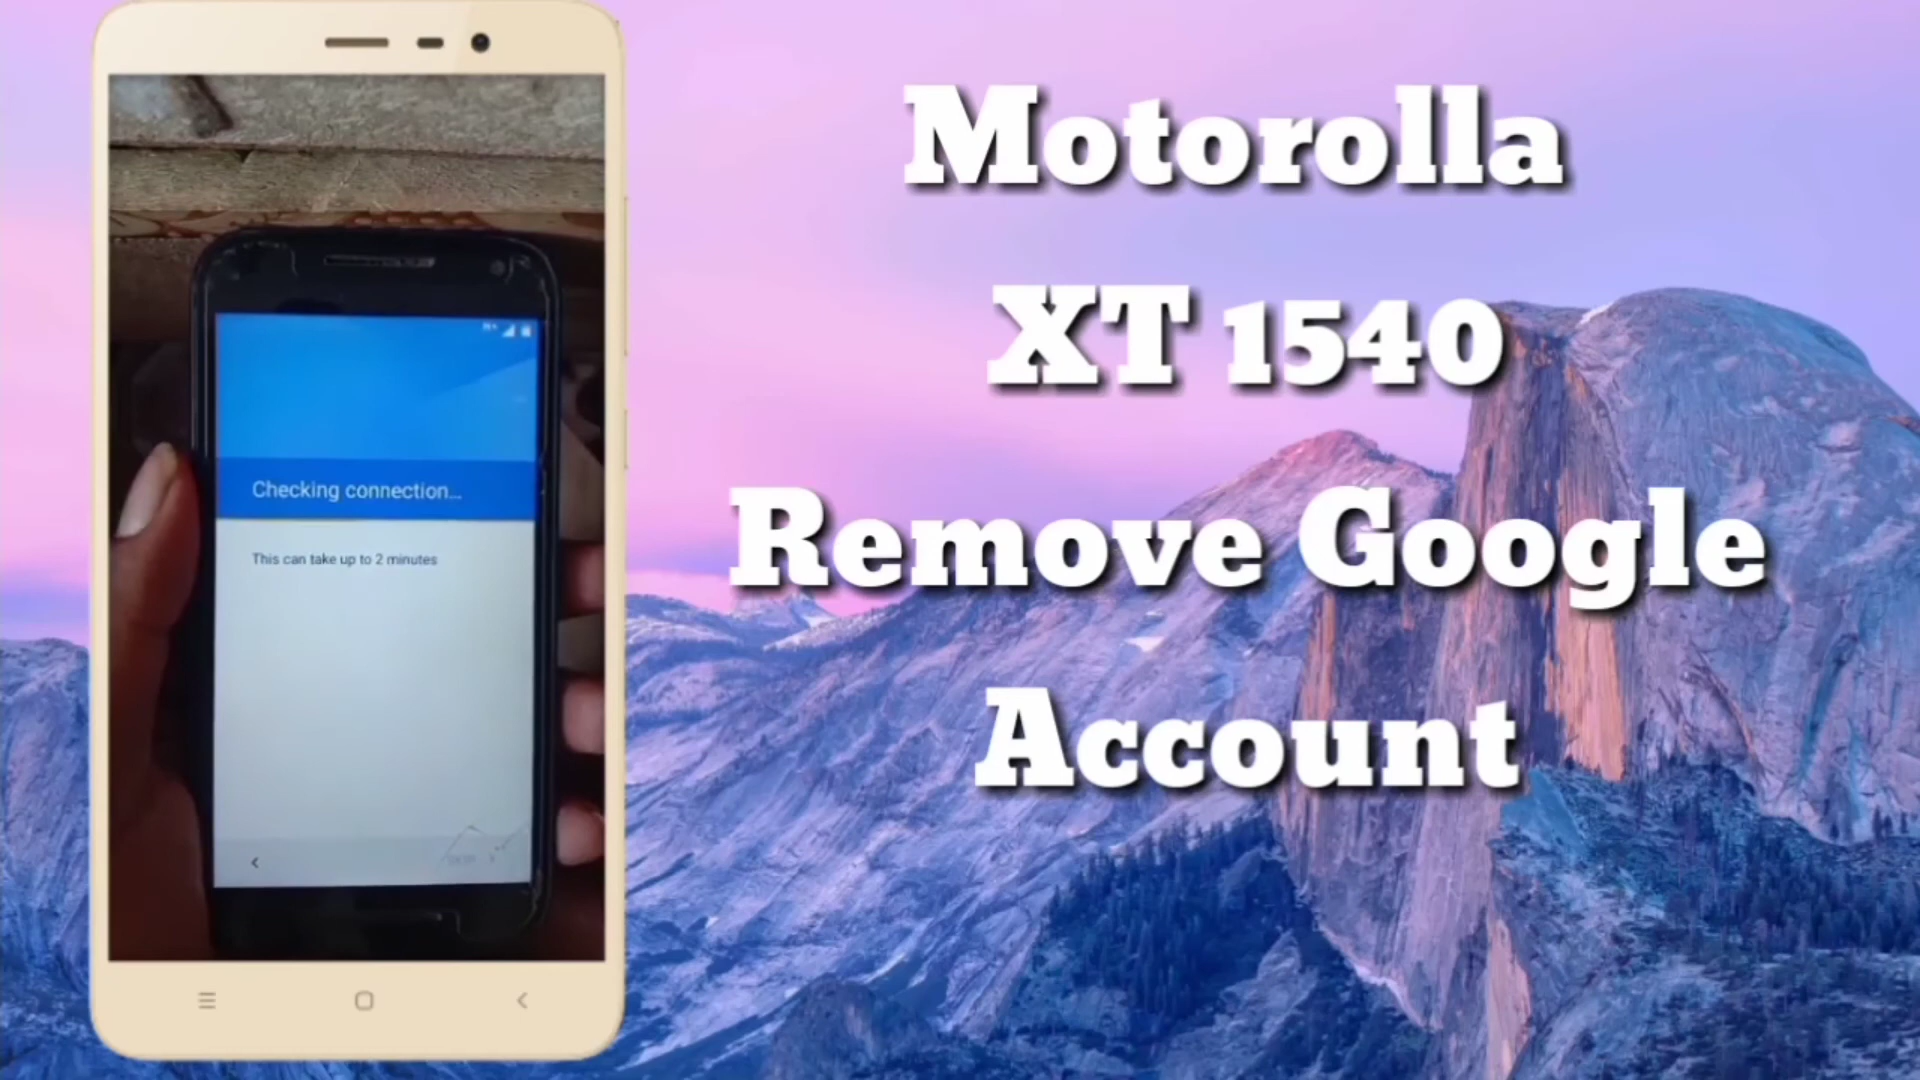 Motorolla
XT 1540
Remove Google
Account
Checking connection...
This can take up to 2 minutes